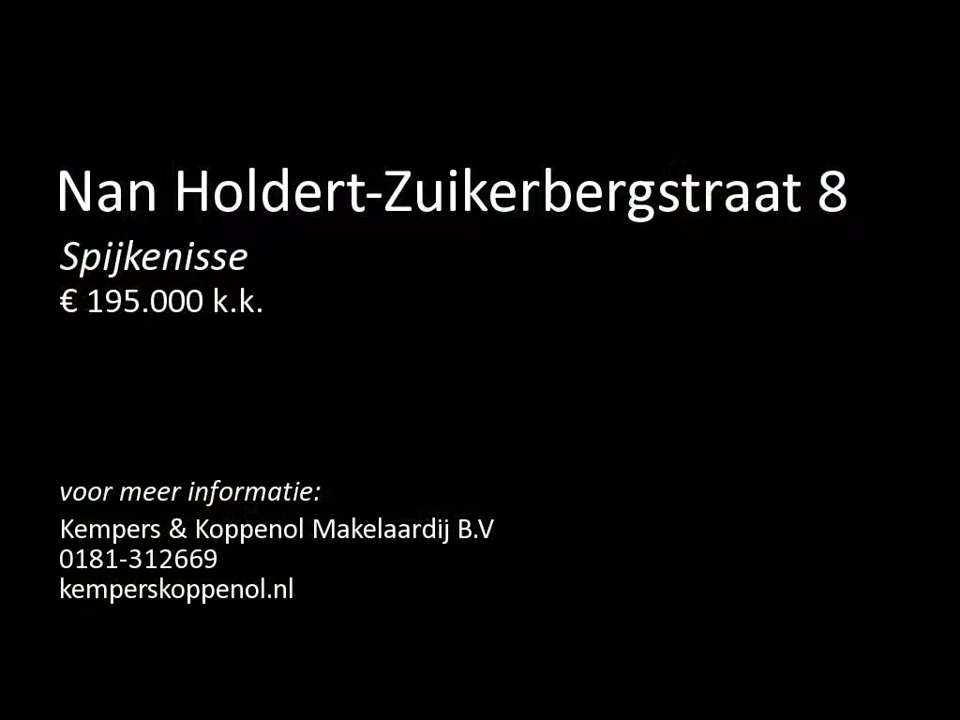 Nan Holdert-Zuikerbergstraat 8
Spijkenisse
€ 195.000 k.k.
voor meer informatie:
Kempers & Koppenol Makelaardij B.V
0181-312669
kemperskoppenol.nl